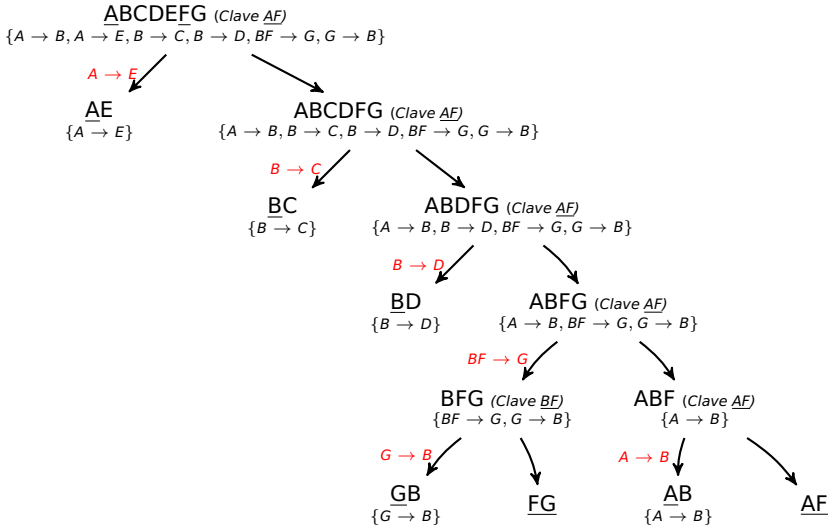 ABCDEFG (Clave AF)
{A → B, A → E, B → C, B → D, BF → G, G → B}
A → E
AE
{A → E}
ABCDFG (Clave AF)
{A → B, B → C, B → D, BF → G, G → B}
B → C
BC
{B → C}
ABDFG (Clave AF)
{A → B, B → D, BF → G, G → B}
B → D
BD
{B → D}
ABFG (Clave AF)
{A → B, BF → G, G → B}
BF → G
BFG (Clave BF)
{BF → G, G → B}
ABF (Clave AF)
{A → B}
G → B
A → B
GB
{G → B}
FG
AB
{A → B}
AF